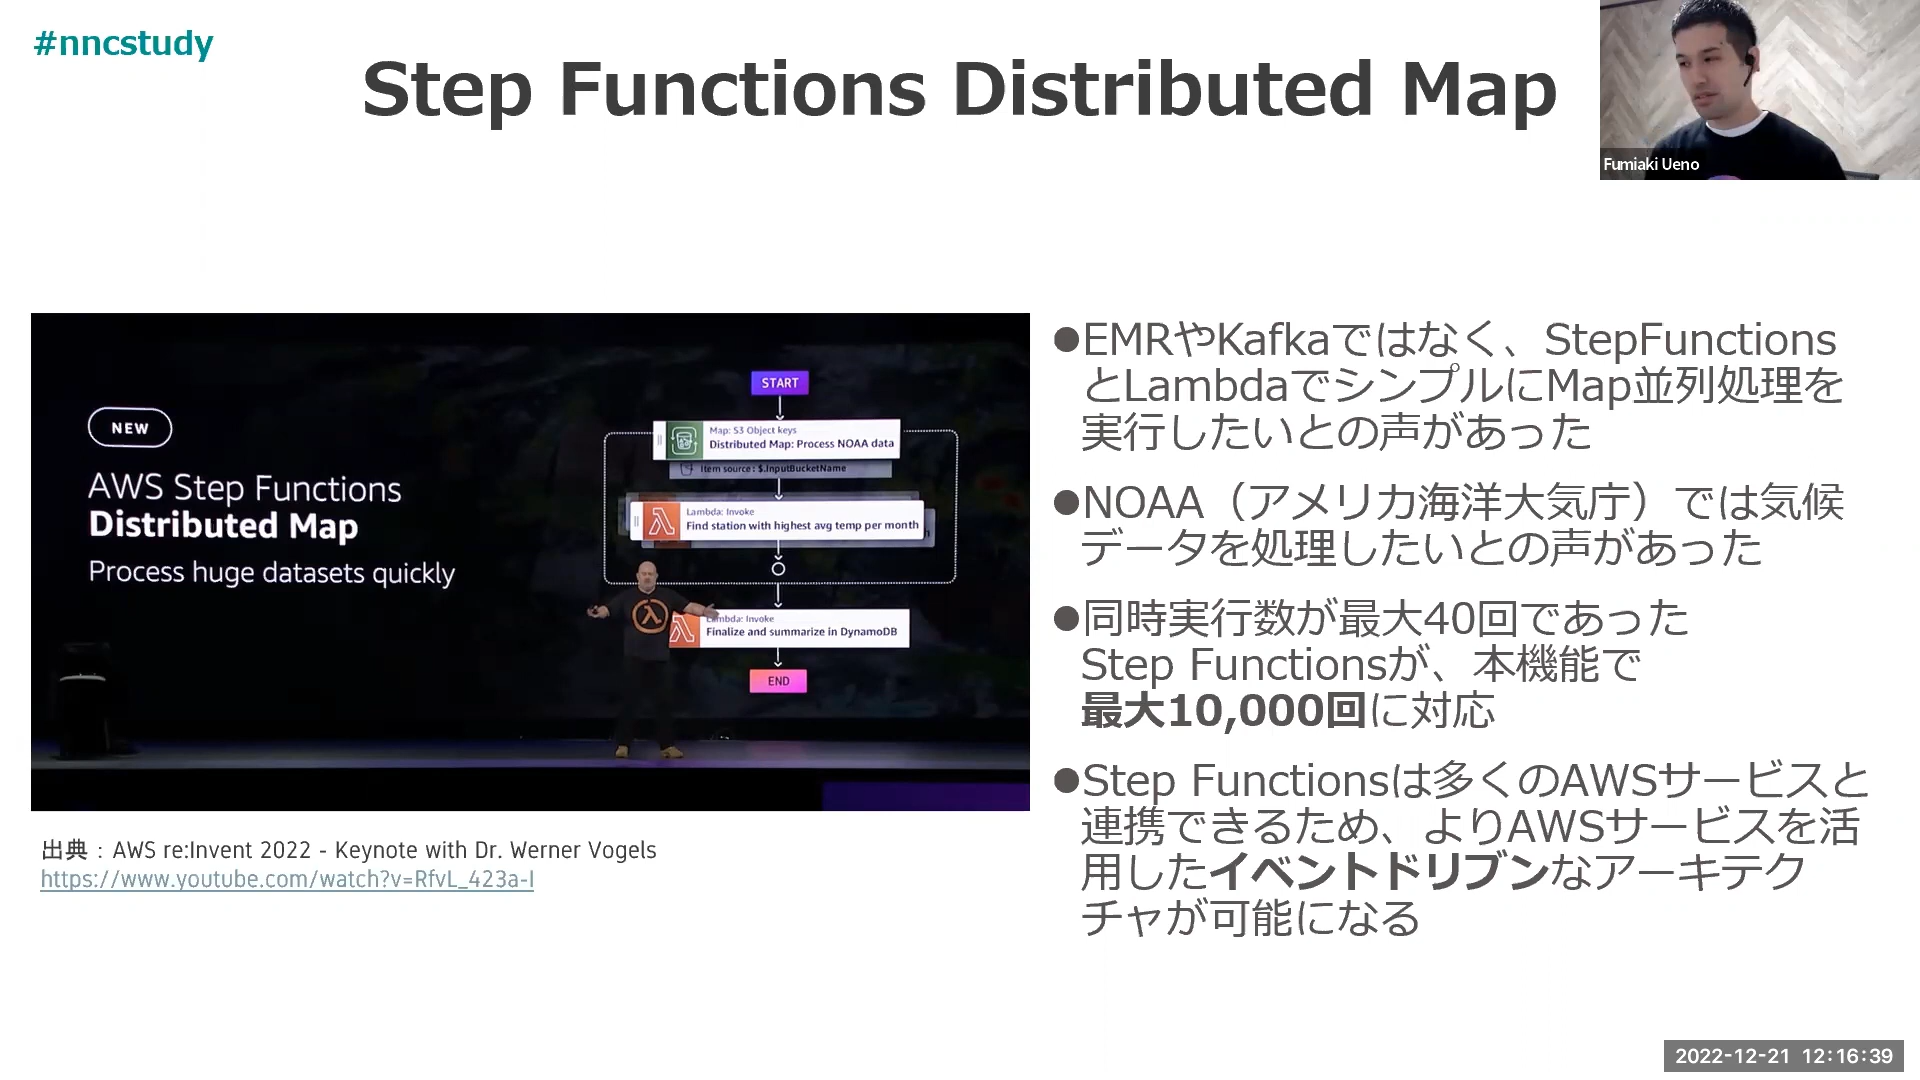 #nncstudy
Step Functions Distributed Map
Fumiaki Ueno
NEW
AWS Step Functions
Distributed Map
Process huge datasets quickly
START
Map: S3 Object keys
Distributed Map: Process NOAA data
Item source: $.InputBucketName
Lambda: Invoke
Find station with highest avg temp per month
Lambda: Invoke
Finalize and summarize in DynamoDB
END
出典：AWS re:Invent 2022 - Keynote with Dr. Werner Vogels
https://www.youtube.com/watch?v=RfvL_423a-I
●EMRやKafkaではなく、StepFunctions
とLambdaでシンプルにMap並列処理を
実行したいとの声があった
●NOAA（アメリカ海洋大気庁）では気候
データを処理したいとの声があった
●同時実行数が最大40回であった
Step Functionsが、本機能で
最大10,000回に対応
●Step Functionsは多くのAWSサービスと
連携できるため、よりAWSサービスを活
用したイベントドリブンなアーキテク
チャが可能になる
2022-12-21 12:16:39